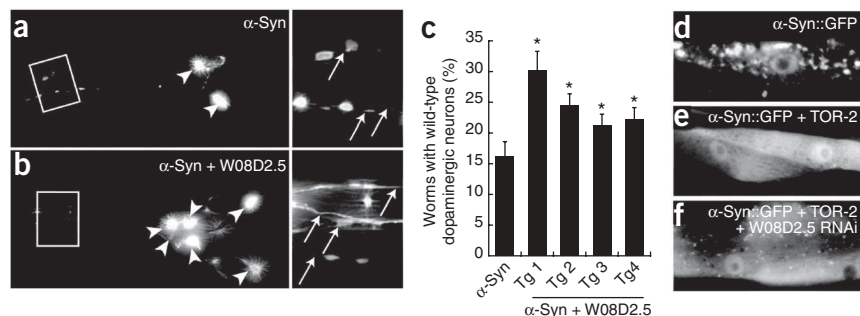 a
α-Syn
b
α-Syn + W08D2.5
c
Worms with wild-type
dopaminergic neurons (%)
35
30
25
20
15
10
5
0
*
*
*
*
α-Syn
Tg 1
Tg 2
Tg 3
Tg4
α-Syn + W08D2.5
d
α-Syn::GFP
e
α-Syn::GFP + TOR-2
f
α-Syn::GFP + TOR-2
+ W08D2.5 RNAi